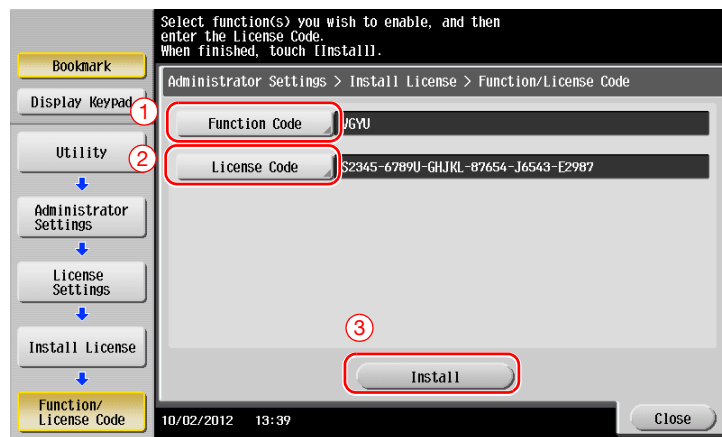 Select function(s) you wish to enable, and then
enter the License Code.
When finished, touch [Install].
Bookmark
Display Keypad
Utility
Administrator
Settings
License
Settings
Install License
Function/
License Code
Administrator Settings > Install License > Function/License Code
1
Function Code
VGYU
2
License Code
S2345-6789U-GHJKL-87654-J6543-E2987
3
Install
10/02/2012 13:39
Close